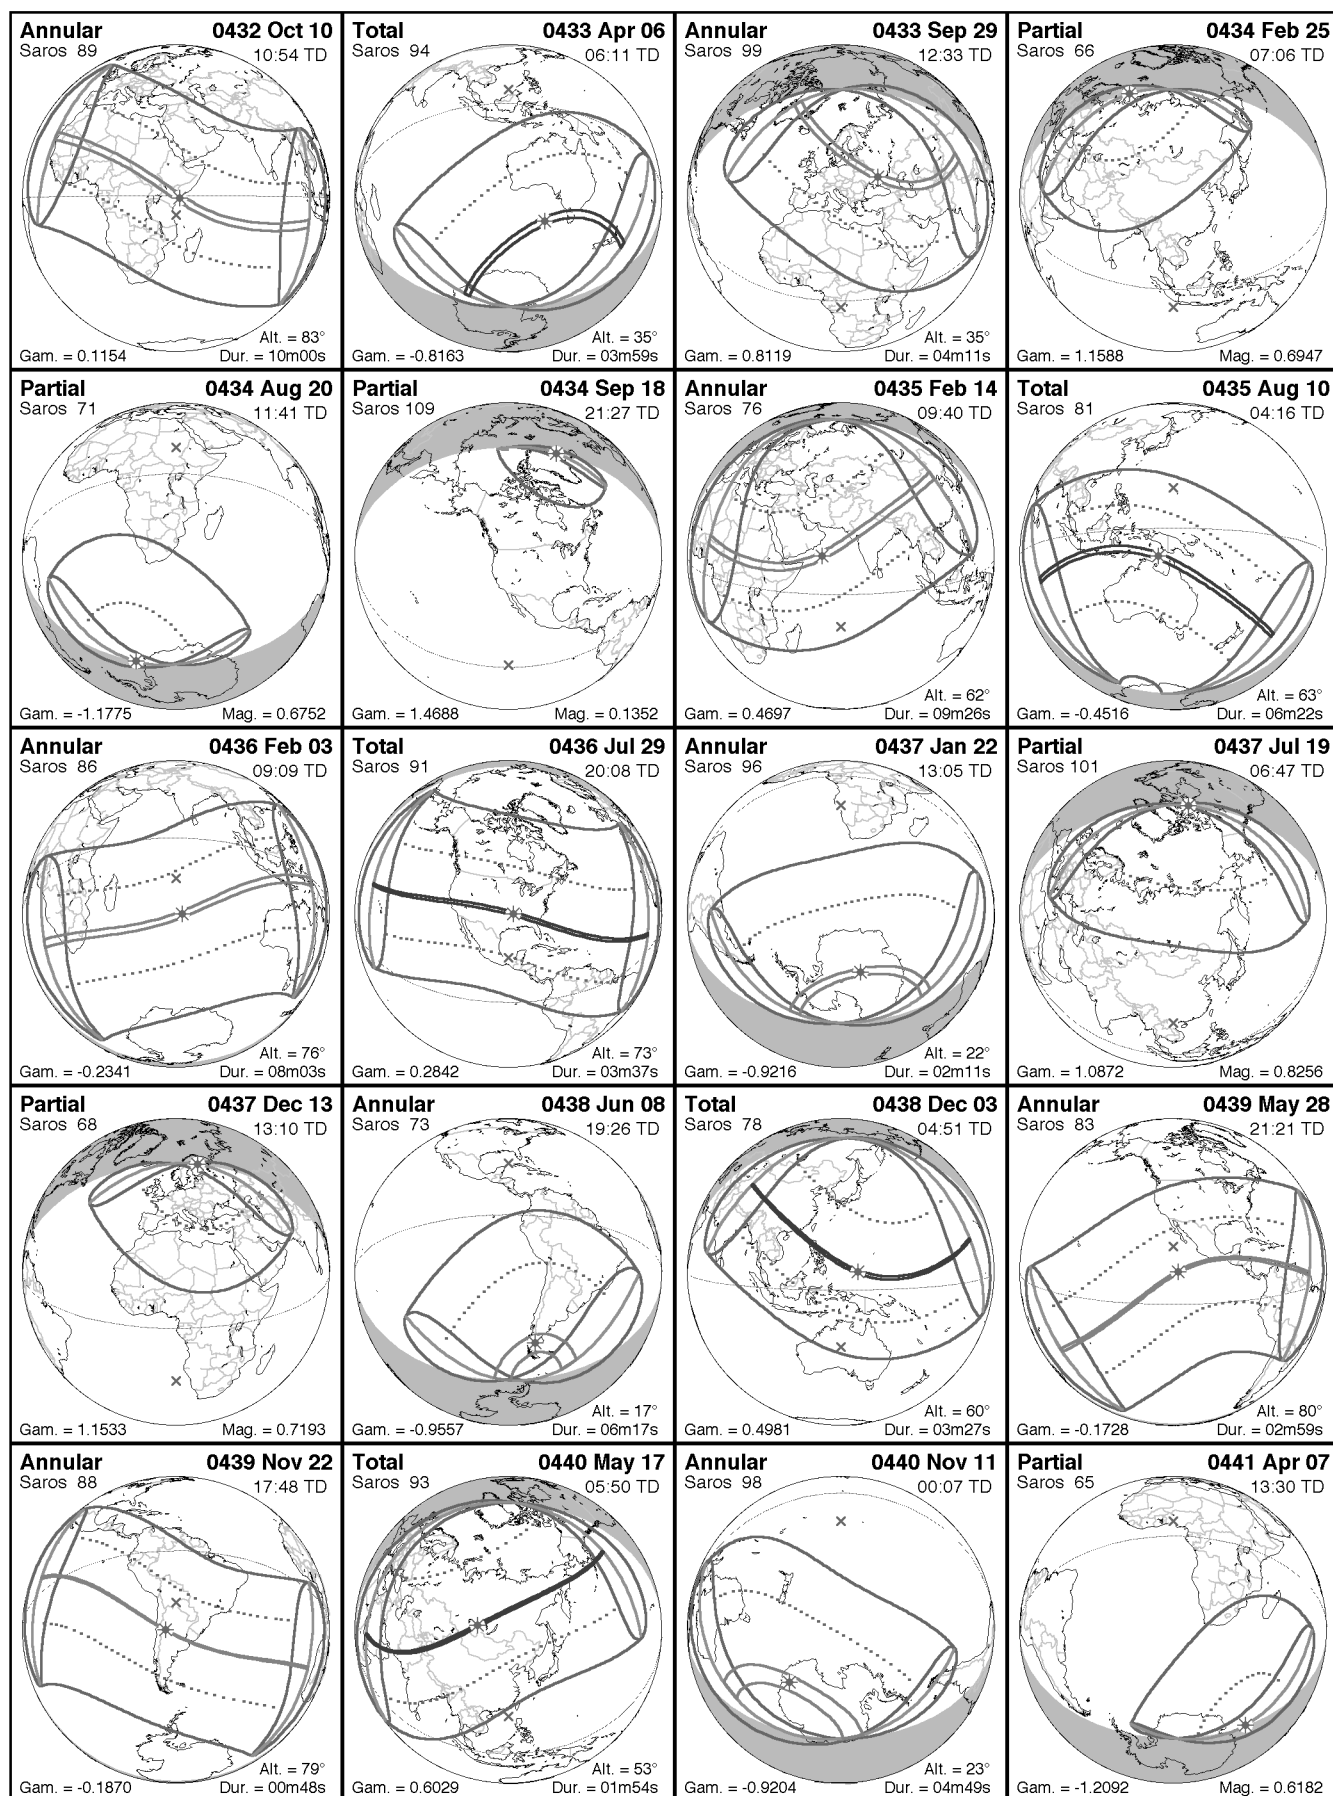 Annular 0432 Oct 10
Saros 89 10:54 TD
Alt. = 83°
Gam. = 0.1154 Dur. = 10m00s
Total 0433 Apr 06
Saros 94 06:11 TD
Alt. = 35°
Gam. = -0.8163 Dur. = 03m59s
Annular 0433 Sep 29
Saros 99 12:33 TD
Alt. = 35°
Gam. = 0.8119 Dur. = 04m11s
Partial 0434 Feb 25
Saros 66 07:06 TD
Gam. = 1.1588 Mag. = 0.6947
Partial 0434 Aug 20
Saros 71 11:41 TD
Gam. = -1.1775 Mag. = 0.6752
Partial 0434 Sep 18
Saros 109 21:27 TD
Gam. = 1.4688 Mag. = 0.1352
Annular 0435 Feb 14
Saros 76 09:40 TD
Alt. = 62°
Gam. = 0.4697 Dur. = 09m26s
Total 0435 Aug 10
Saros 81 04:16 TD
Alt. = 63°
Gam. = -0.4516 Dur. = 06m22s
Annular 0436 Feb 03
Saros 86 09:09 TD
Alt. = 76°
Gam. = -0.2341 Dur. = 08m03s
Total 0436 Jul 29
Saros 91 20:08 TD
Alt. = 73°
Gam. = 0.2842 Dur. = 03m37s
Annular 0437 Jan 22
Saros 96 13:05 TD
Alt. = 22°
Gam. = -0.9216 Dur. = 02m11s
Partial 0437 Jul 19
Saros 101 06:47 TD
Gam. = 1.0872 Mag. = 0.8256
Partial 0437 Dec 13
Saros 68 13:10 TD
Gam. = 1.1533 Mag. = 0.7193
Annular 0438 Jun 08
Saros 73 19:26 TD
Alt. = 17°
Gam. = -0.9557 Dur. = 06m17s
Total 0438 Dec 03
Saros 78 04:51 TD
Alt. = 60°
Gam. = 0.4981 Dur. = 03m27s
Annular 0439 May 28
Saros 83 21:21 TD
Alt. = 80°
Gam. = -0.1728 Dur. = 02m59s
Annular 0439 Nov 22
Saros 88 17:48 TD
Alt. = 79°
Gam. = -0.1870 Dur. = 00m48s
Total 0440 May 17
Saros 93 05:50 TD
Alt. = 53°
Gam. = 0.6029 Dur. = 01m54s
Annular 0440 Nov 11
Saros 98 00:07 TD
Alt. = 23°
Gam. = -0.9204 Dur. = 04m49s
Partial 0441 Apr 07
Saros 65 13:30 TD
Gam. = -1.2092 Mag. = 0.6182